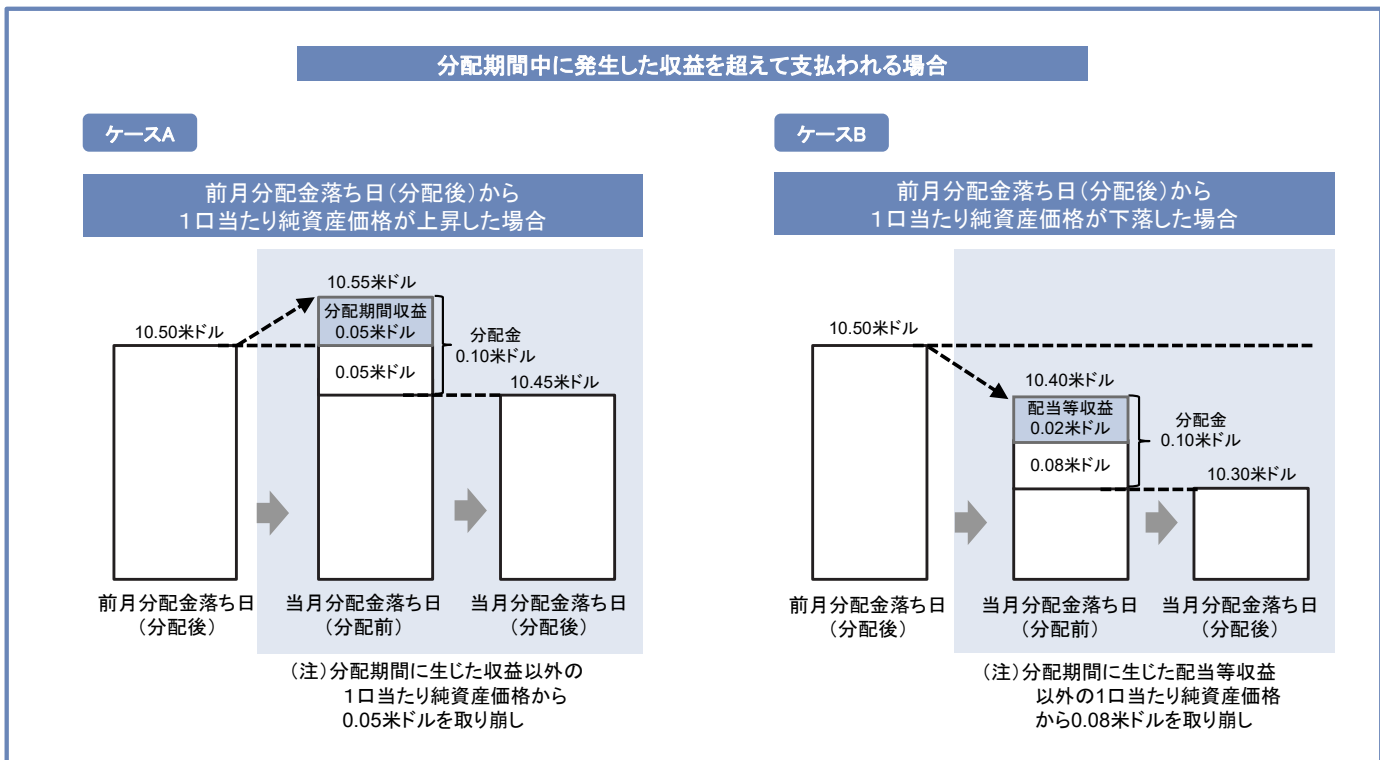 分配期間中に発生した収益を超えて支払われる場合
ケースA
前月分配金落ち日(分配後)から
1口当たり純資産価格が上昇した場合
10.55米ドル
分配期間収益
0.05米ドル
10.50米ドル
分配金
0.10米ドル
0.05米ドル
10.45米ドル
前月分配金落ち日
(分配後)
当月分配金落ち日
(分配前)
当月分配金落ち日
(分配後)
(注)分配期間に生じた収益以外の
1口当たり純資産価格から
0.05米ドルを取り崩し
ケースB
前月分配金落ち日(分配後)から
1口当たり純資産価格が下落した場合
10.50米ドル
10.40米ドル
配当等収益
0.02米ドル
分配金
0.10米ドル
0.08米ドル
10.30米ドル
前月分配金落ち日
(分配後)
当月分配金落ち日
(分配前)
当月分配金落ち日
(分配後)
(注)分配期間に生じた配当等収益
以外の1口当たり純資産価格
から0.08米ドルを取り崩し